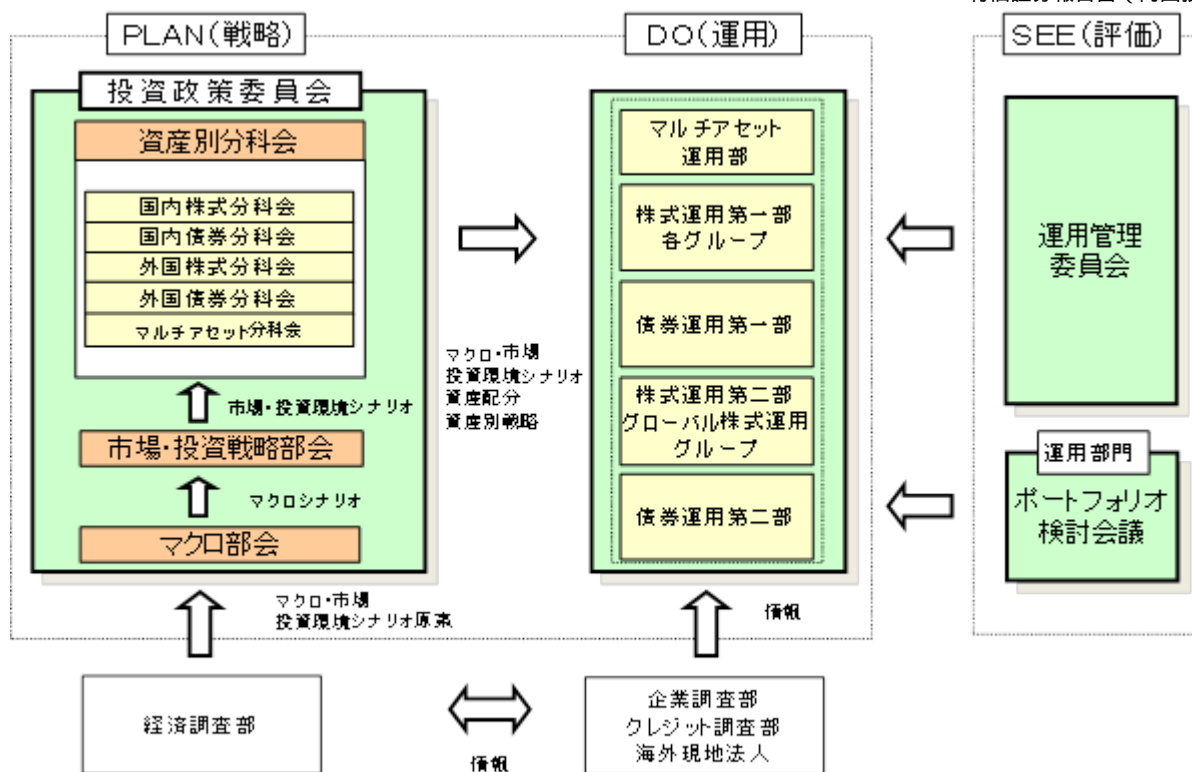 PLAN(戦略)
投資政策委員会
資産別分科会
国内株式分科会
国内債券分科会
外国株式分科会
外国債券分科会
マルチアセット分科会
市場・投資環境シナリオ
市場・投資戦略部会
マクロシナリオ
マクロ部会
マクロ・市場
投資環境シナリオ
資産配分
資産別戦略
DO(運用)
マルチアセット
運用部
株式運用第一部
各グループ
債券運用第一部
株式運用第二部
グローバル株式運用
グループ
債券運用第二部
SEE(評価)
運用管理
委員会
運用部門
ポートフォリオ
検討会議
マクロ・市場
投資環境シナリオ原案
情報
経済調査部
情報
企業調査部
クレジット調査部
海外現地法人